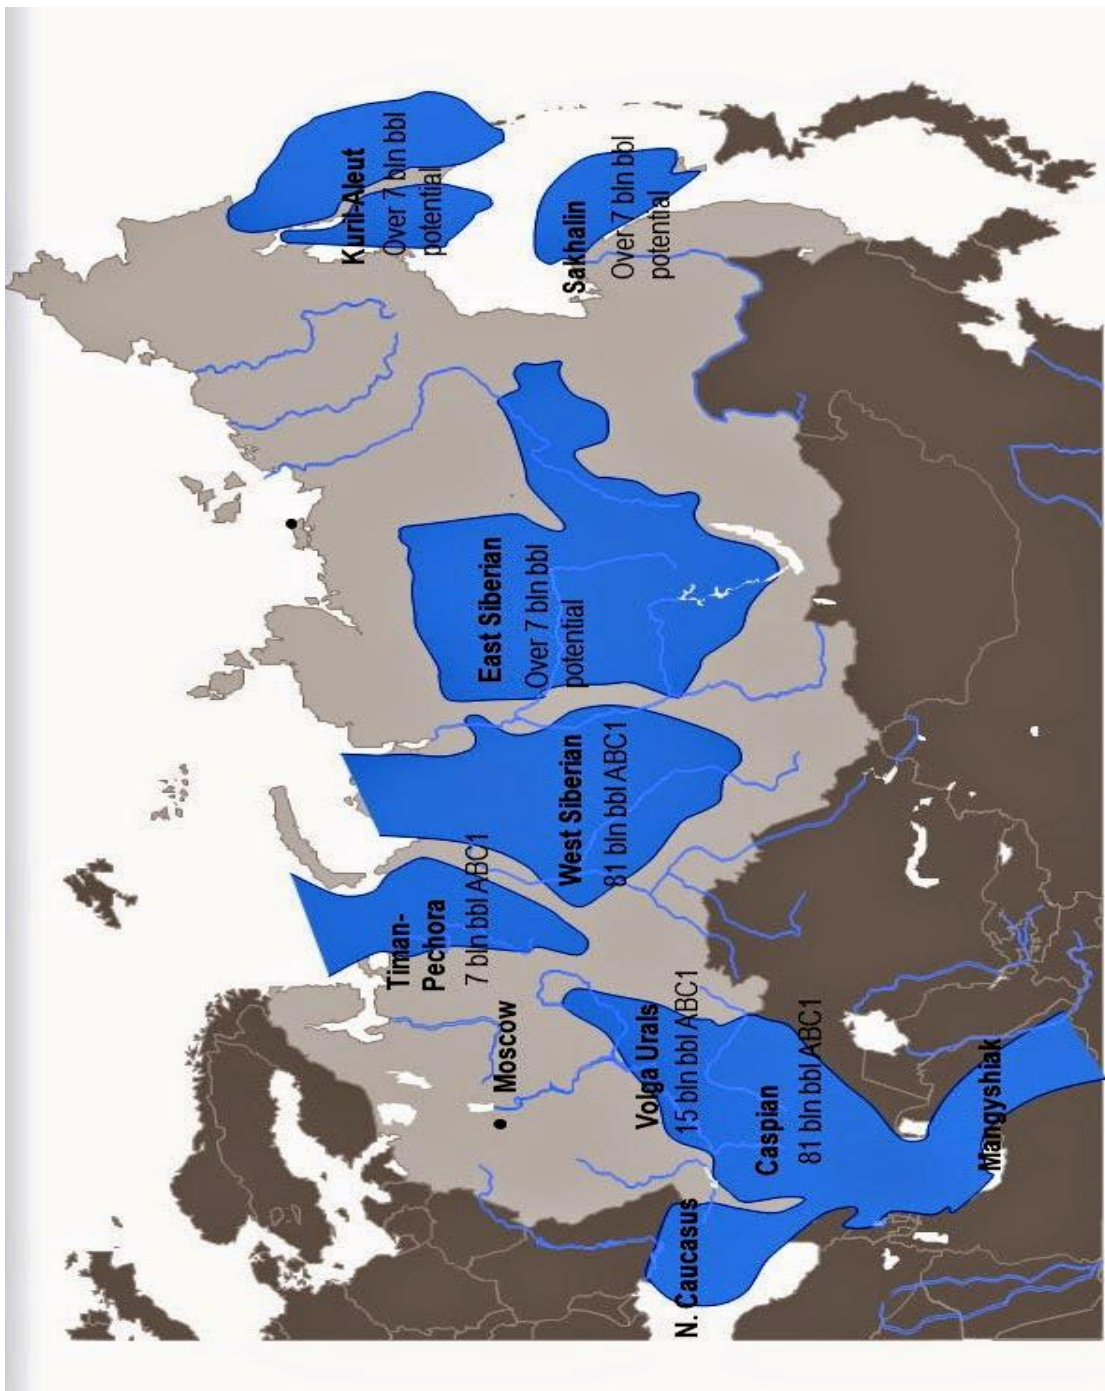 Timan-
Pechora
7 bln bbl ABC1
Moscow
N. Caucasus
Volga Urals
15 bln bbl ABC1
Caspian
81 bln bbl ABC1
Mangyshiak
West Siberian
81 bln bbl ABC1
East Siberian
Over 7 bln bbl
potential
Kuril-Aleut
Over 7 bln bbl
potential
Sakhalin
Over 7 bln bbl
potential